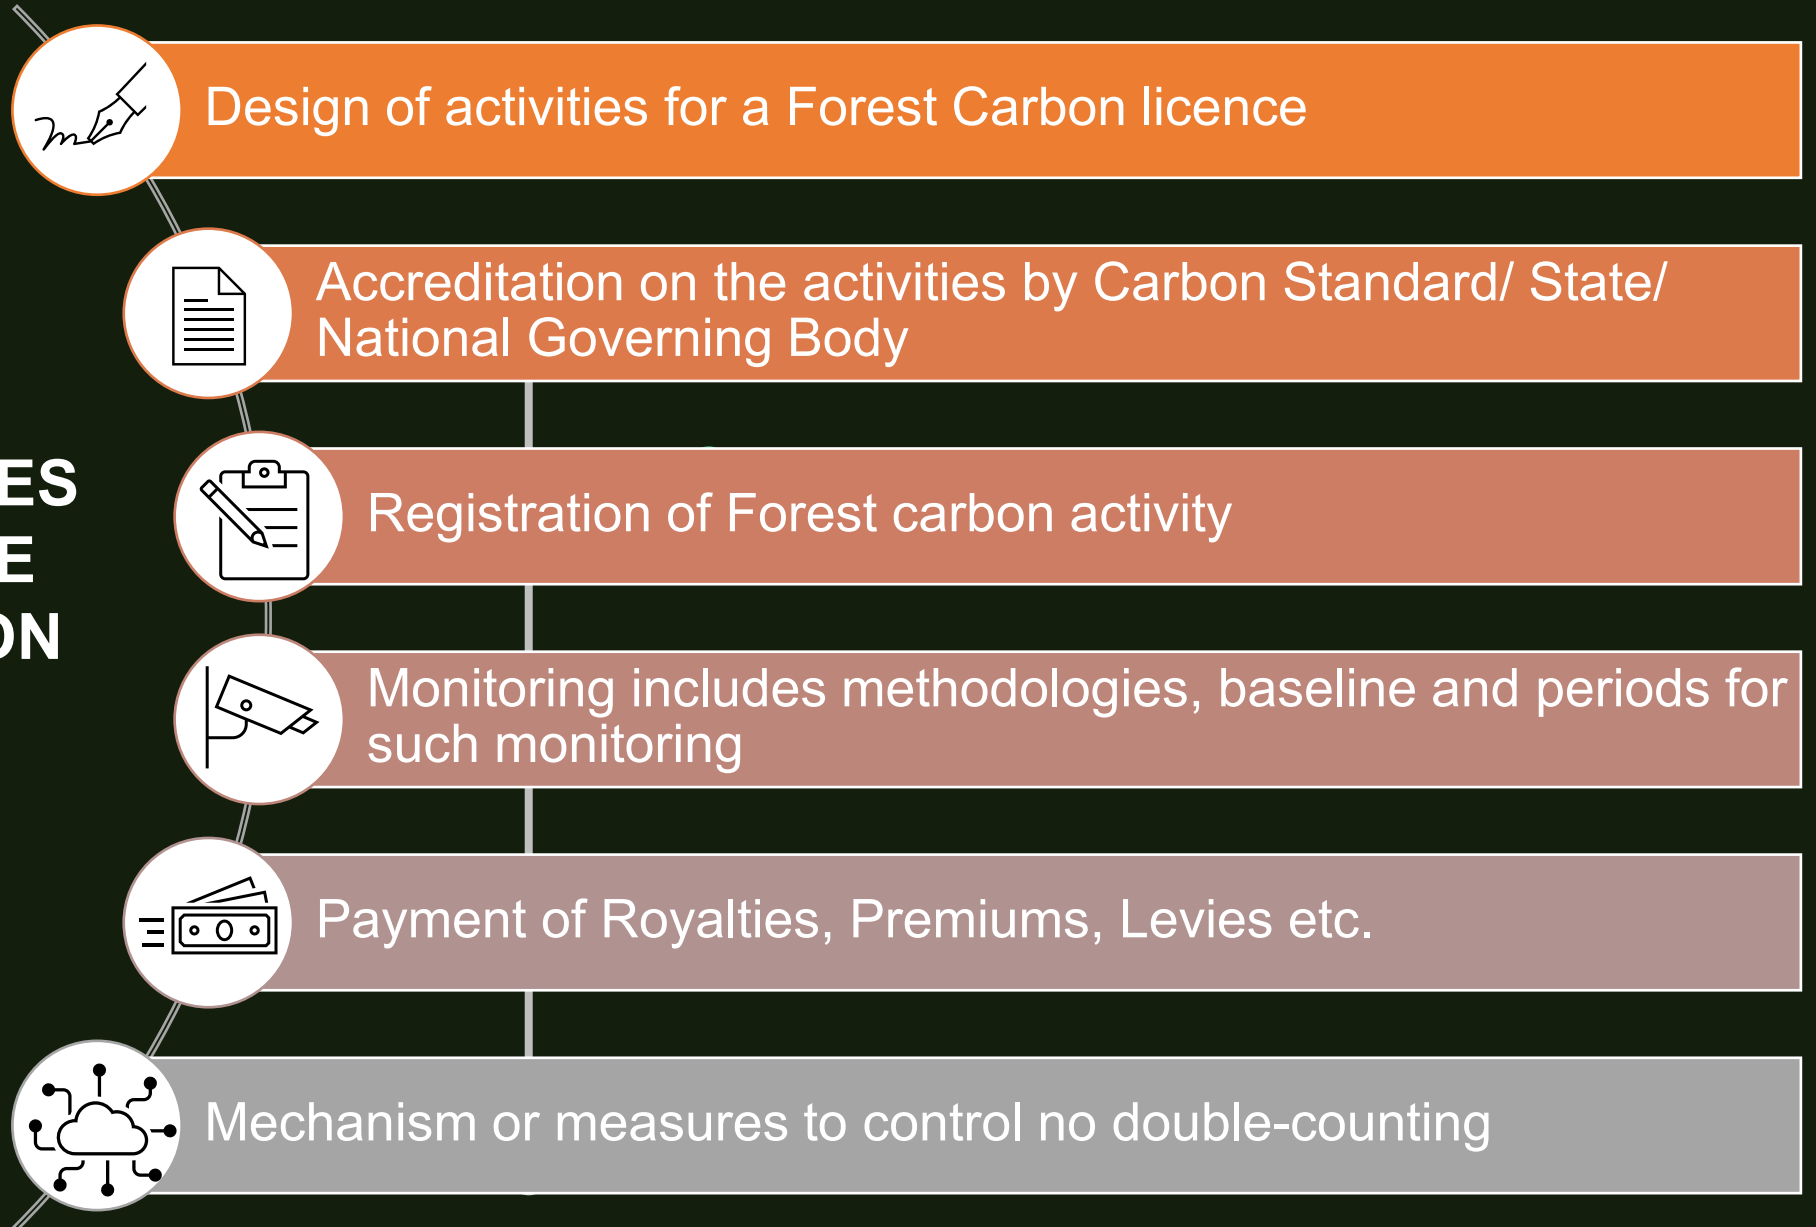 Design of activities for a Forest Carbon licence
Accreditation on the activities by Carbon Standard/ State/
National Governing Body
Registration of Forest carbon activity
Monitoring includes methodologies, baseline and periods for
such monitoring
Payment of Royalties, Premiums, Levies etc.
Mechanism or measures to control no double-counting